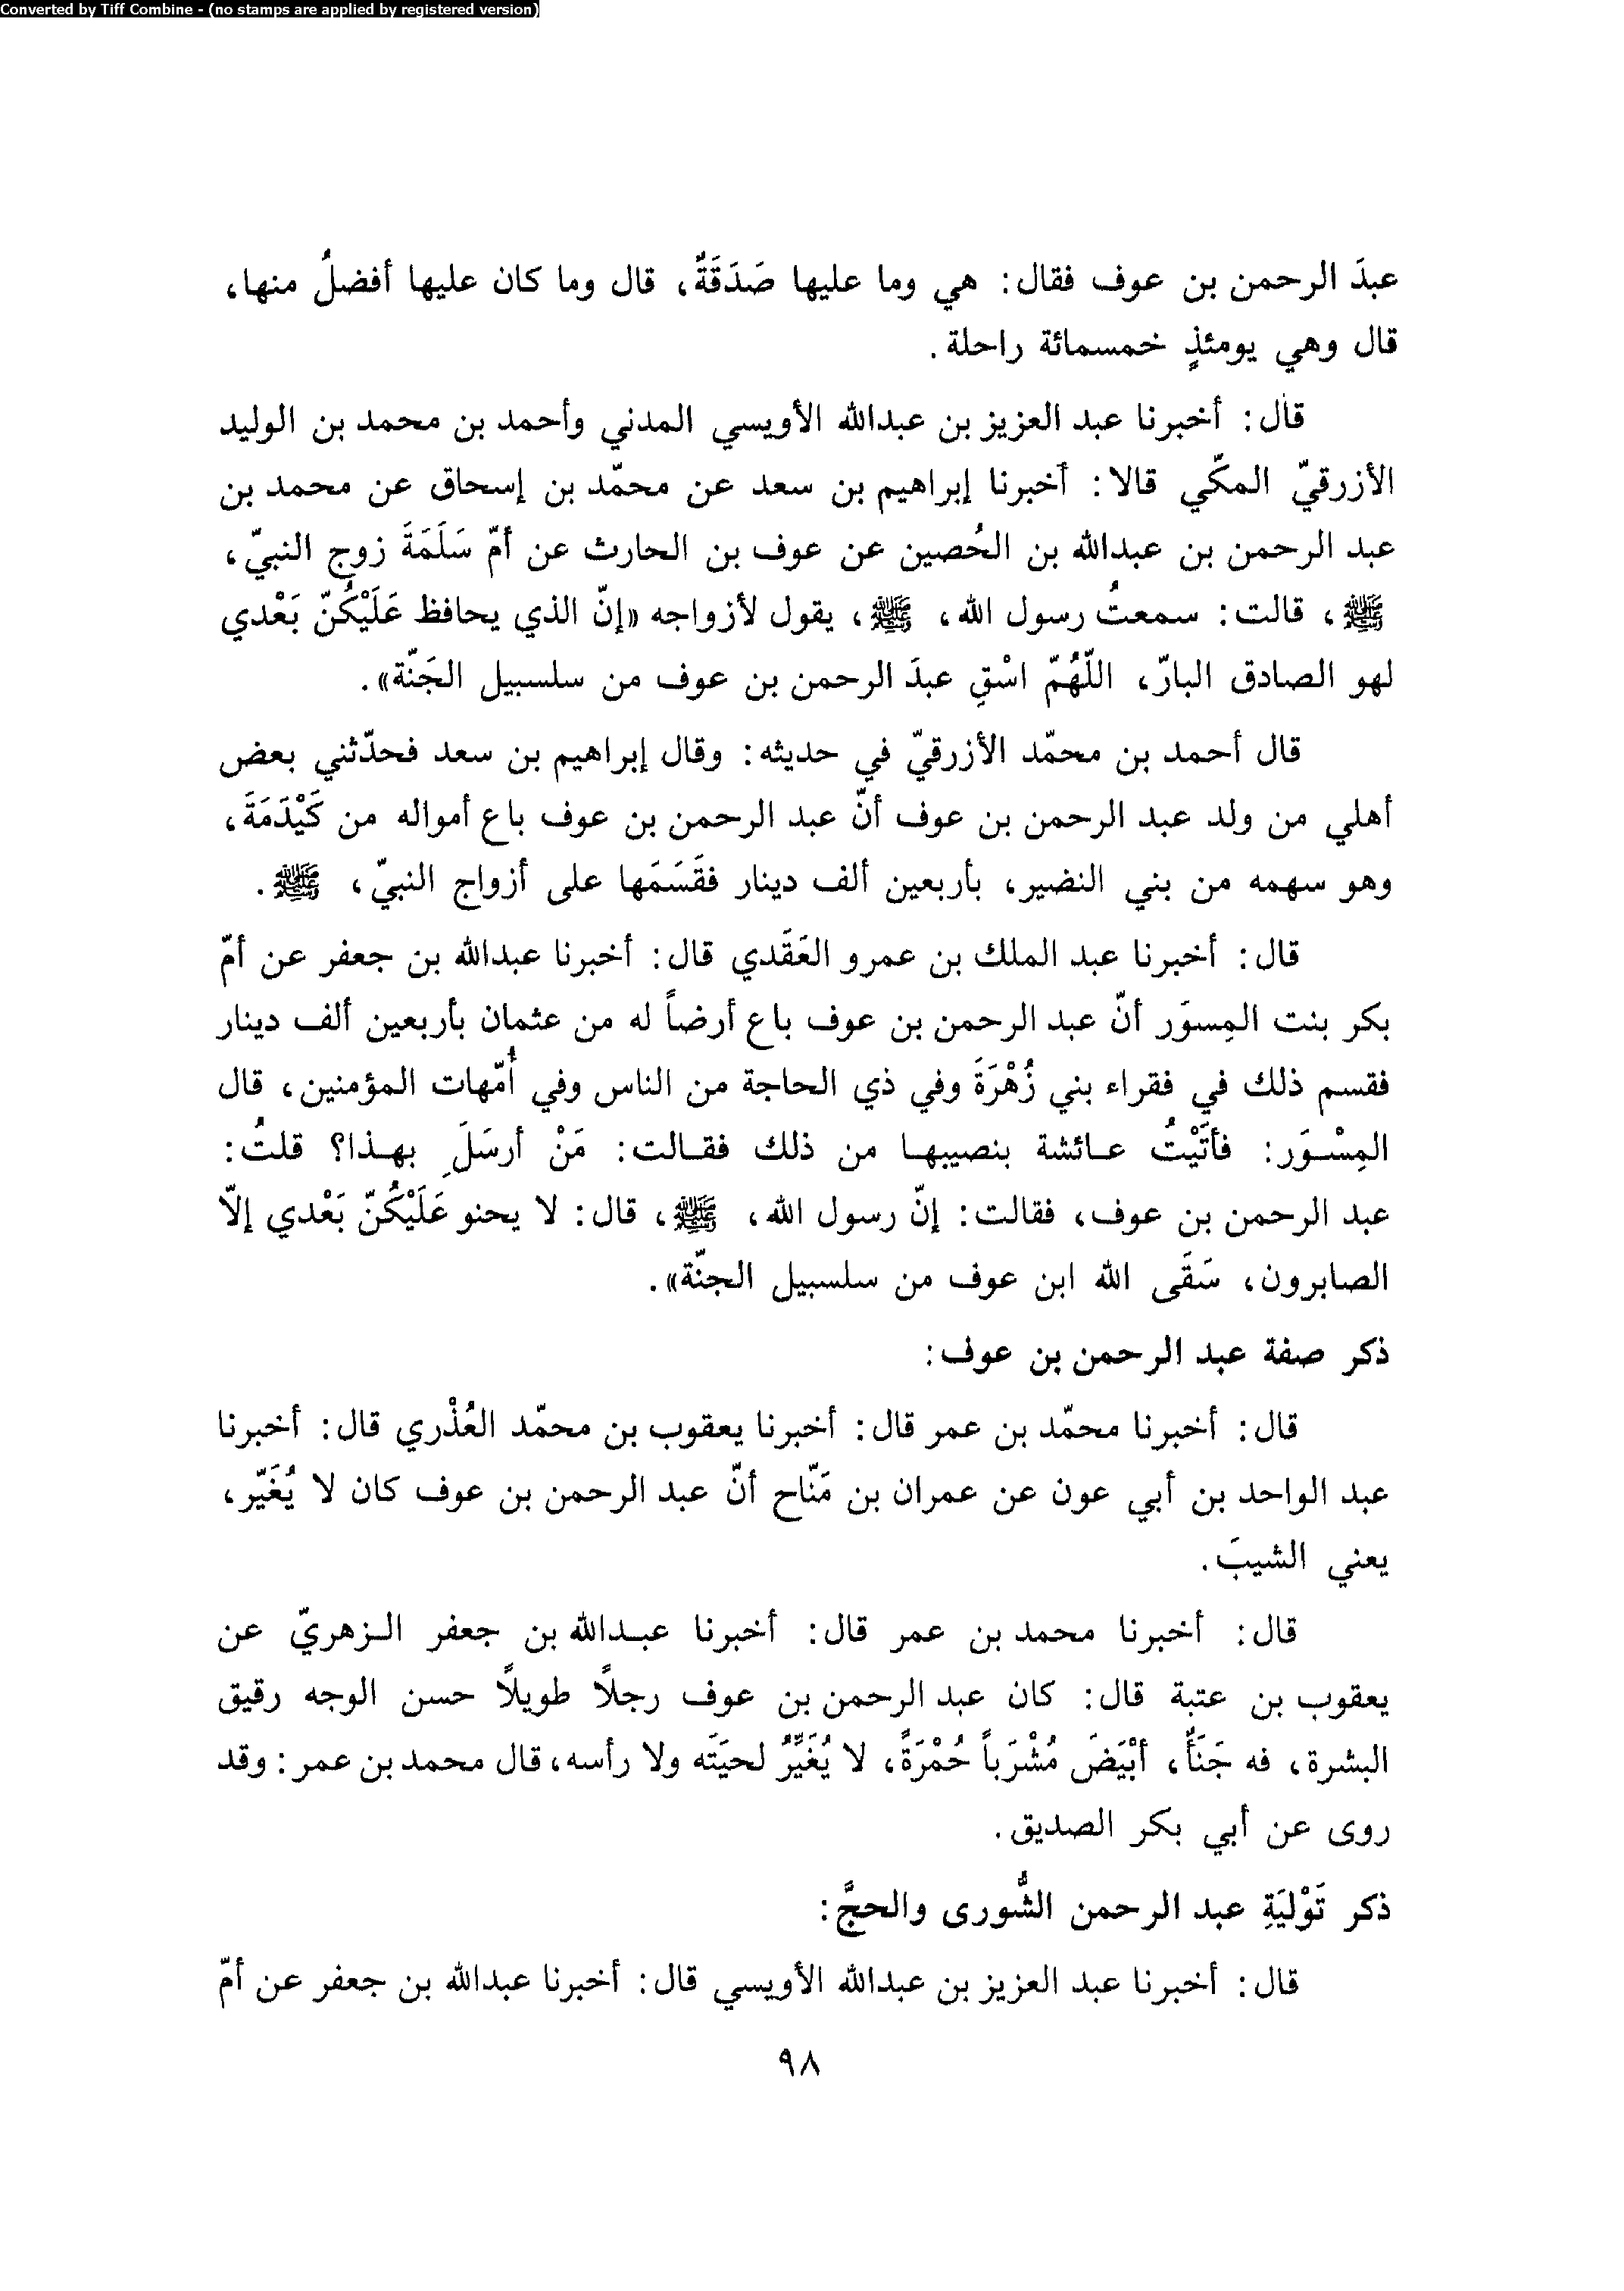 Converted by Tiff Combine - (no stamps are applied by registered version)
عبدَ الرحمن بن عوف فقال: هي وما عليها صَدَقَةٌ، قال وما كان عليها أفضلُ منها،
قال وهي يومئذٍ خمسمائة راحلة.
قال: أخبرنا عبد العزيز بن عبدالله الأويسي المدني وأحمد بن محمد بن الوليد
الأزرقيّ المكّي قالا: أخبرنا إبراهيم بن سعد عن محمّد بن إسحاق عن محمد بن
عبد الرحمن بن عبدالله بن الحُصين عن عوف بن الحارث عن أمّ سَلَمَةَ زوج النبيّ،
ﷺ، قالت: سمعتُ رسول الله، ﷺ، يقول لأزواجه «إنّ الذي يحافظ عَلَيْكُنّ بَعْدي
لهو الصادق البارّ، اللّهُمّ اسْقِ عبدَ الرحمن بن عوف من سلسبيل الجَنّة».
قال أحمد بن محمّد الأزرقيّ في حديثه: وقال إبراهيم بن سعد فحدّثني بعض
أهلي من ولد عبد الرحمن بن عوف أنّ عبد الرحمن بن عوف باع أمواله من كَيْدَمَةَ،
وهو سهمه من بني النضير، بأربعين ألف دينار فقَسَمَها على أزواج النبيّ، ﷺ.
قال: أخبرنا عبد الملك بن عمرو العَقَدي قال: أخبرنا عبدالله بن جعفر عن أمّ
بكر بنت المِسوَر أنّ عبد الرحمن بن عوف باع أرضاً له من عثمان بأربعين ألف دينار
فقسم ذلك في فقراء بني زُهْرَةَ وفي ذي الحاجة من الناس وفي أُمّهات المؤمنين، قال
المِسْوَر: فأتَيْتُ عائشة بنصيبها من ذلك فقالت: مَنْ أرسَلَ بهذا؟ قلتُ:
عبد الرحمن بن عوف، فقالت: إنّ رسول الله، ﷺ، قال: لا يحنو عَلَيْكُنّ بَعْدي إلاّ
الصابرون، سَقَى الله ابن عوف من سلسبيل الجنّة».
ذكر صفة عبد الرحمن بن عوف:
قال: أخبرنا محمّد بن عمر قال: أخبرنا يعقوب بن محمّد العُذْري قال: أخبرنا
عبد الواحد بن أبي عون عن عمران بن مَنّاح أنّ عبد الرحمن بن عوف كان لا يُغَيّر،
يعني الشيبَ.
قال: أخبرنا محمد بن عمر قال: أخبرنا عبدالله بن جعفر الزهريّ عن
يعقوب بن عتبة قال: كان عبد الرحمن بن عوف رجلاً طويلاً حسن الوجه رقيق
البشرة، فه جَنَأٌ، أبْيَضَ مُشْرَباً حُمْرَةً، لا يُغَيِّرُ لحيَتَه ولا رأسه، قال محمد بن عمر: وقد
روى عن أبي بكر الصديق.
ذكر تَوْليَةِ عبد الرحمن الشُّورى والحجَّ:
قال: أخبرنا عبد العزيز بن عبدالله الأويسي قال: أخبرنا عبدالله بن جعفر عن أمّ
٩٨